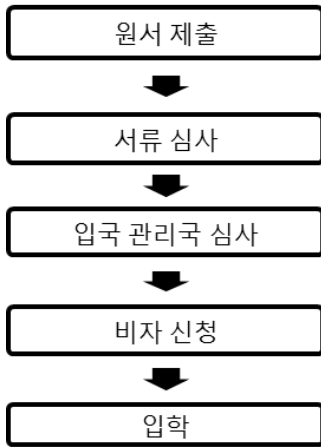 원서 제출
서류 심사
입국 관리국 심사
비자 신청
입학